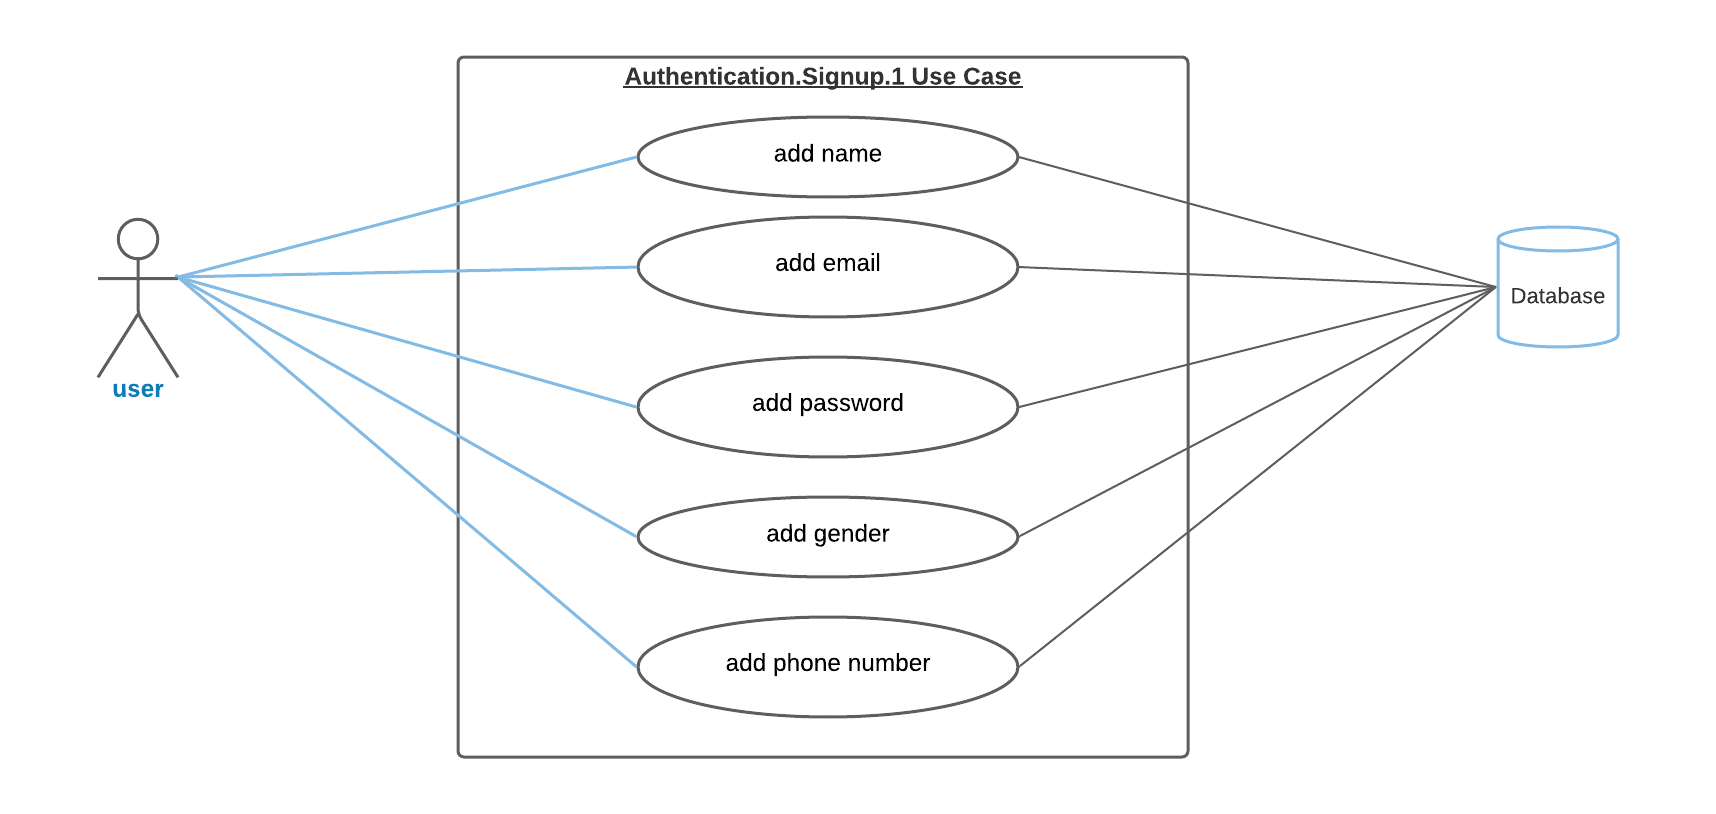 Authentication.Signup.1 Use Case
add name
add email
add password
add gender
add phone number
user
Database